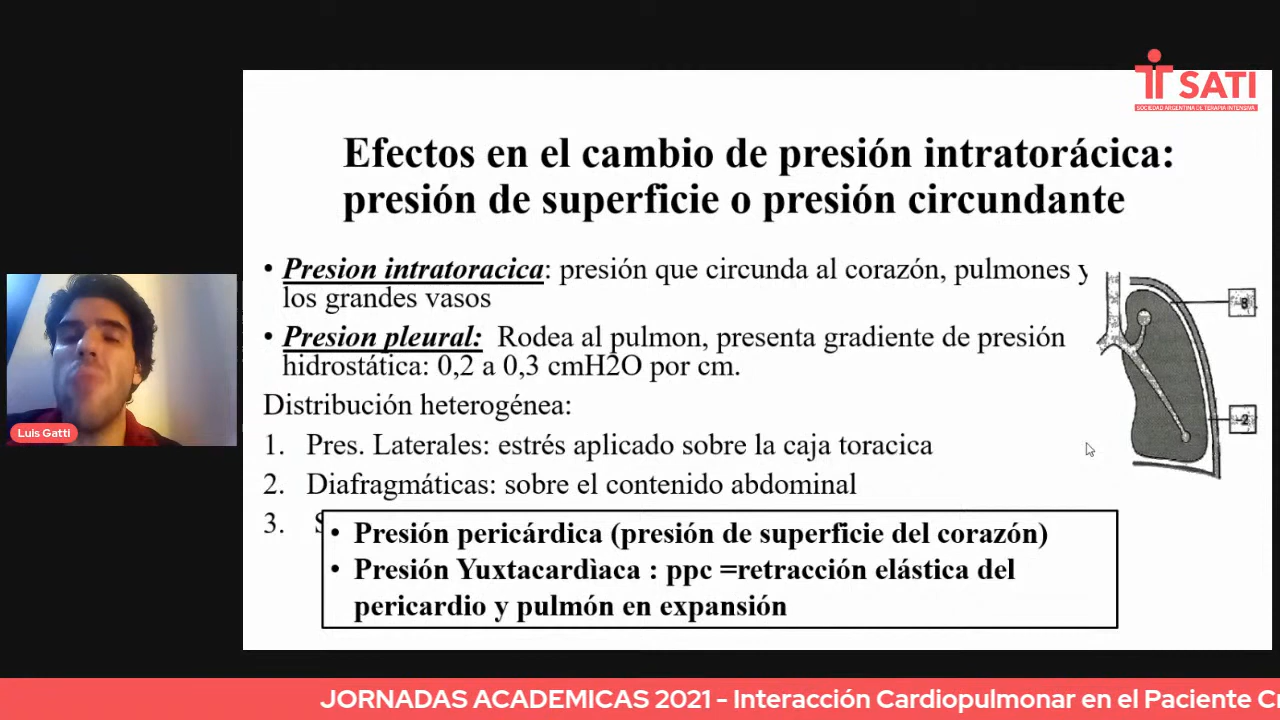 SATI
SOCIEDAD ARGENTINA DE TERAPIA INTENSIVA
Efectos en el cambio de presión intratorácica:
presión de superficie o presión circundante
• Presion intratoracica: presión que circunda al corazón, pulmones y
los grandes vasos
• Presion pleural: Rodea al pulmon, presenta gradiente de presión
hidrostática: 0,2 a 0,3 cmH2O por cm.
Distribución heterogénea:
1. Pres. Laterales: estrés aplicado sobre la caja toracica
2. Diafragmáticas: sobre el contenido abdominal
3.
• Presión pericárdica (presión de superficie del corazón)
• Presión Yuxtacardìaca : ppc =retracción elástica del
pericardio y pulmón en expansión
-2
Luis Gatti
JORNADAS ACADEMICAS 2021 - Interacción Cardiopulmonar en el Paciente